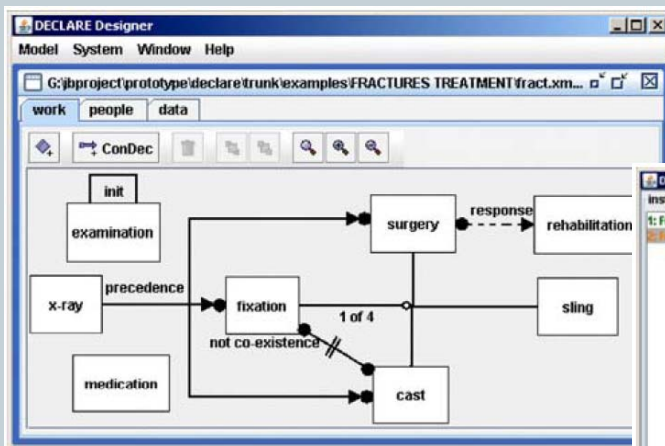 DECLARE Designer
Model System Window Help
G:\jbproject\prototype\declare\trunk\examples\FRACTURES TREATMENT\fract.xm...
work people data
ConDec
init
examination
surgery
response
rehabilitation
x-ray
precedence
fixation
1 of 4
sling
not co-existence
medication
cast